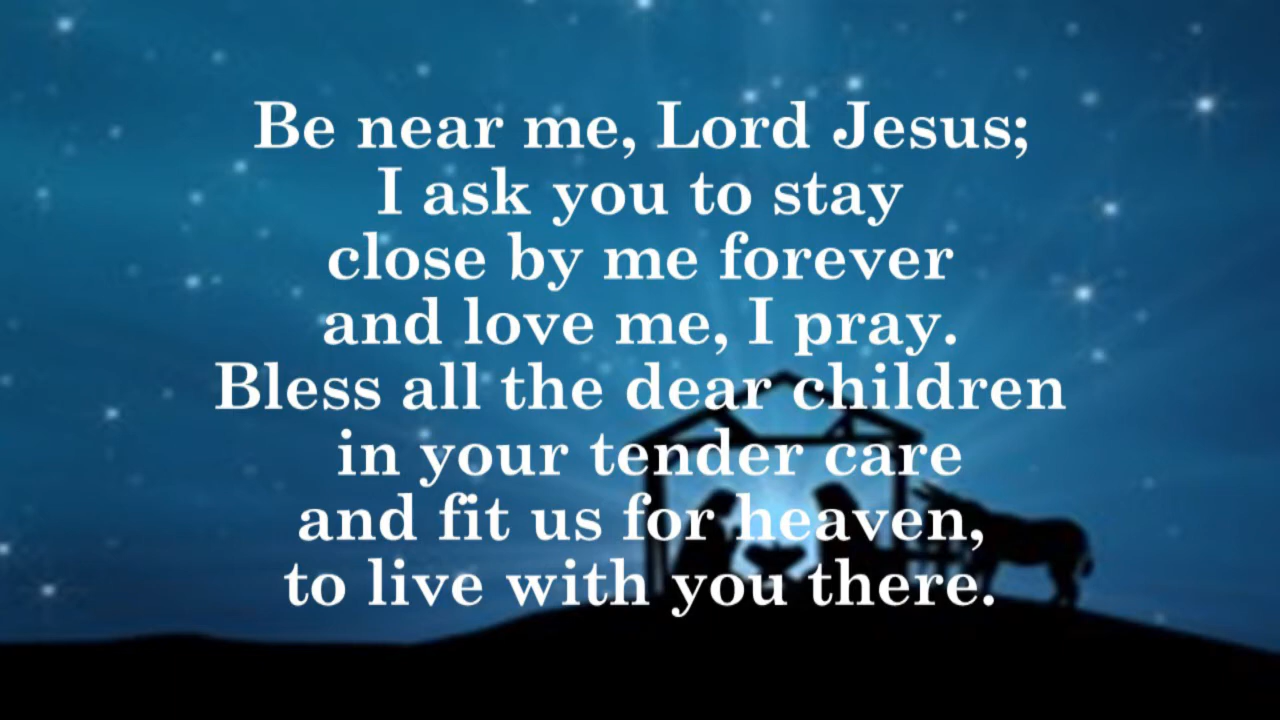 Be near me, Lord Jesus;
I ask you to stay
close by me forever
and love me, I pray.
Bless all the dear children
in your tender care
and fit us for heaven,
to live with you there.